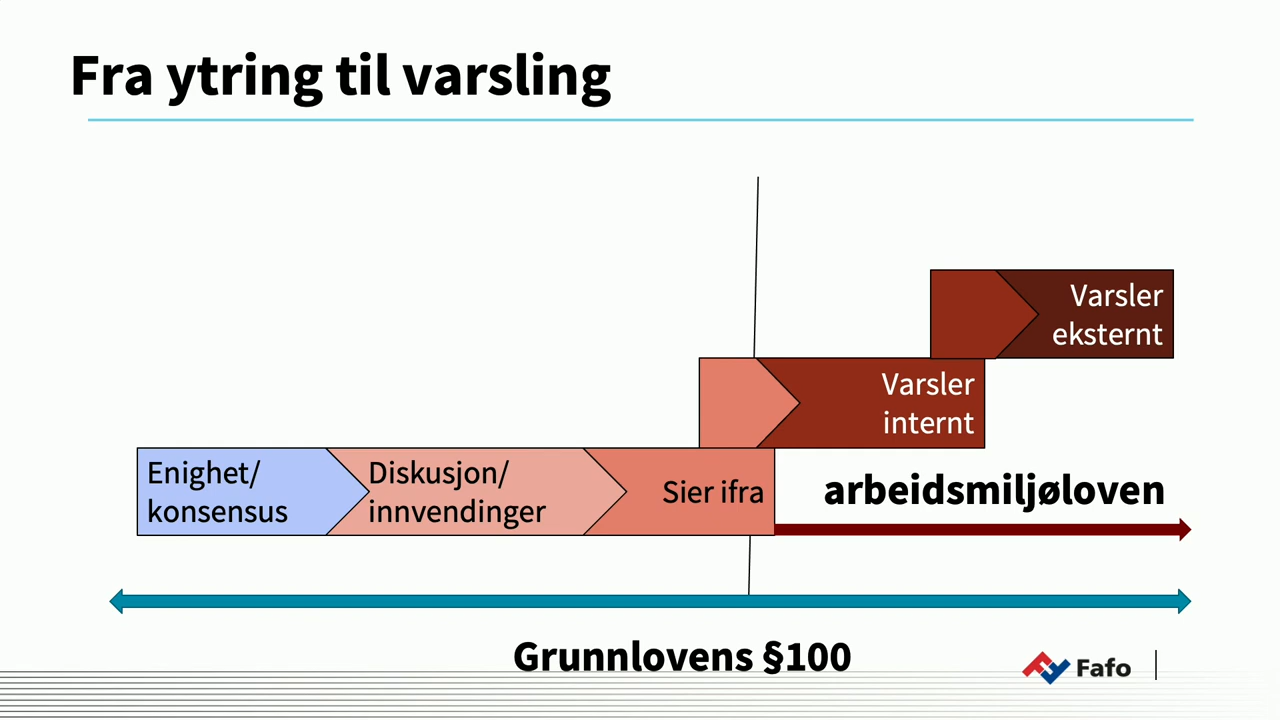 Fra ytring til varsling
Varsler
eksternt
Varsler
internt
Enighet/
konsensus
Diskusjon/
innvendinger
Sier ifra
arbeidsmiljøloven
Grunnlovens §100
Fafo